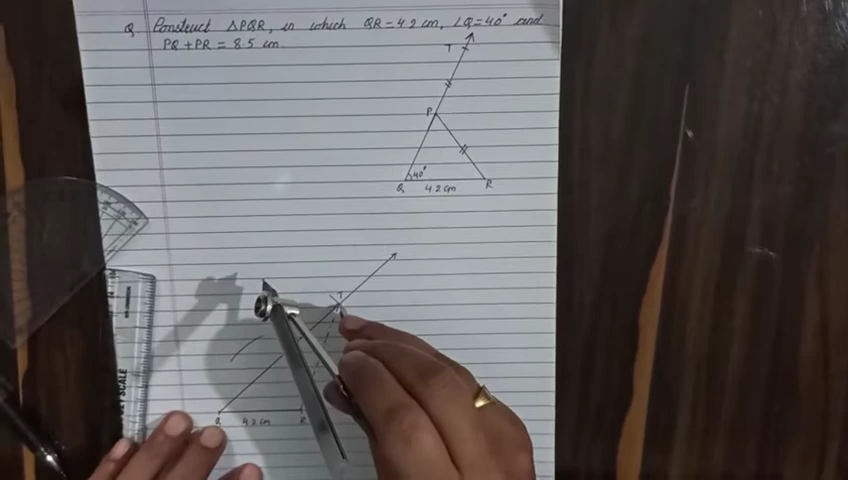 Q Construct △PQR, in which QR = 4.2 cm, ∠Q = 40° and
PQ + PR = 8.5 cm.
T
P
40°
Q 4.2 cm R
T
Q 4.2 cm R